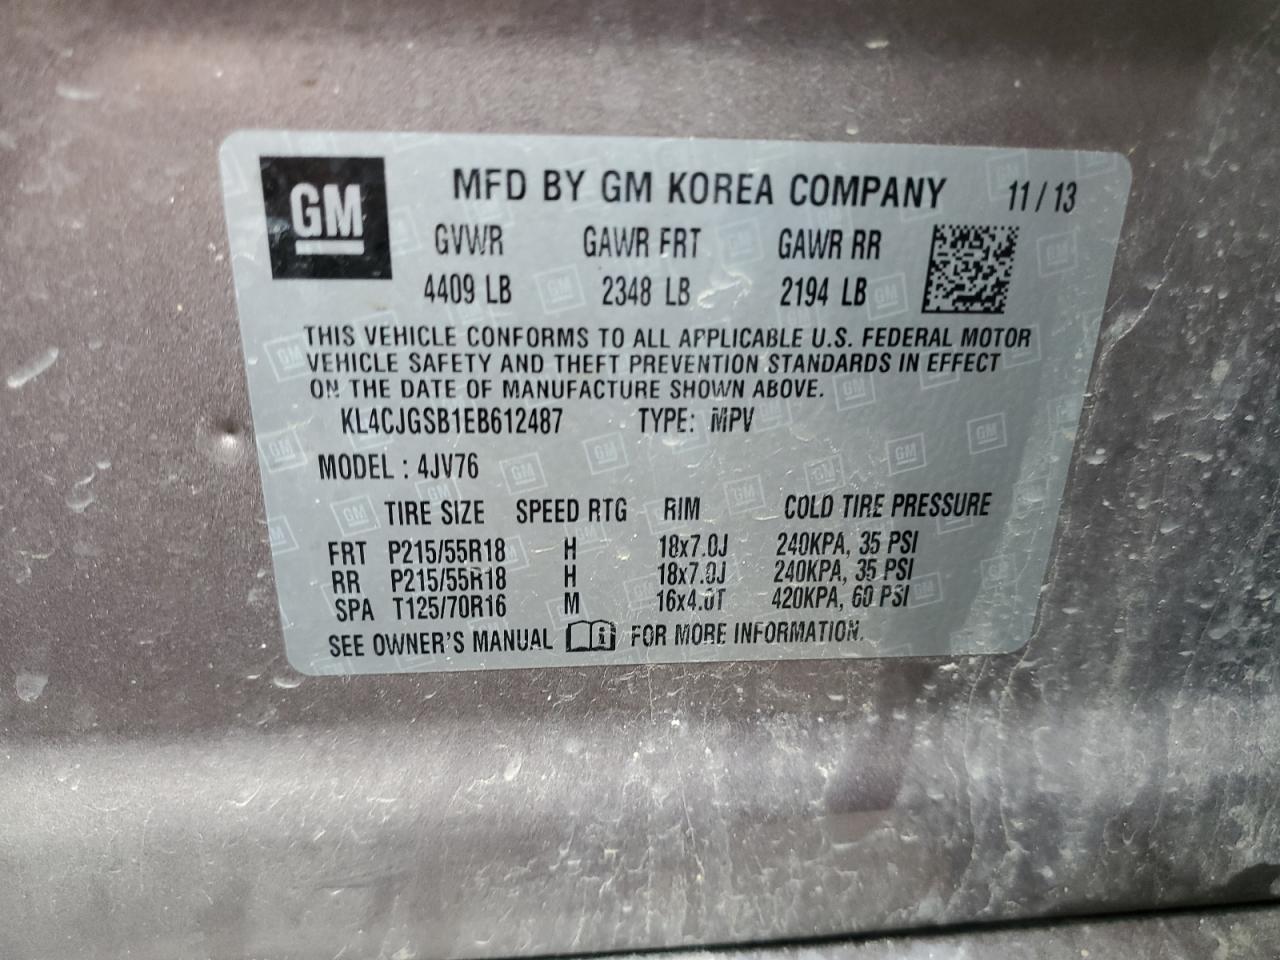 GM
MFD BY GM KOREA COMPANY 11/13
GVWR GAWR FRT GAWR RR
4409 LB 2348 LB 2194 LB
THIS VEHICLE CONFORMS TO ALL APPLICABLE U.S. FEDERAL MOTOR
VEHICLE SAFETY AND THEFT PREVENTION STANDARDS IN EFFECT
ON THE DATE OF MANUFACTURE SHOWN ABOVE.
KL4CJGSB1EB612487 TYPE: MPV
MODEL : 4JV76
TIRE SIZE SPEED RTG RIM COLD TIRE PRESSURE
FRT P215/55R18 H 18x7.0J 240KPA, 35 PSI
RR P215/55R18 H 18x7.0J 240KPA, 35 PSI
SPA T125/70R16 M 16x4.0T 420KPA, 60 PSI
SEE OWNER'S MANUAL FOR MORE INFORMATION.